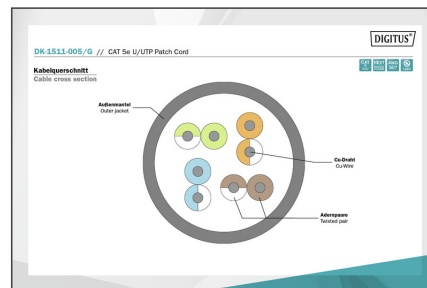 DIGITUS®
DK-1511-005/G // CAT 5e U/UTP Patch Cord
Kabelquerschnitt
Cable cross section
Außenmantel
Outer jacket
Cu-Draht
Cu-Wire
Adernpaare
Twisted pair